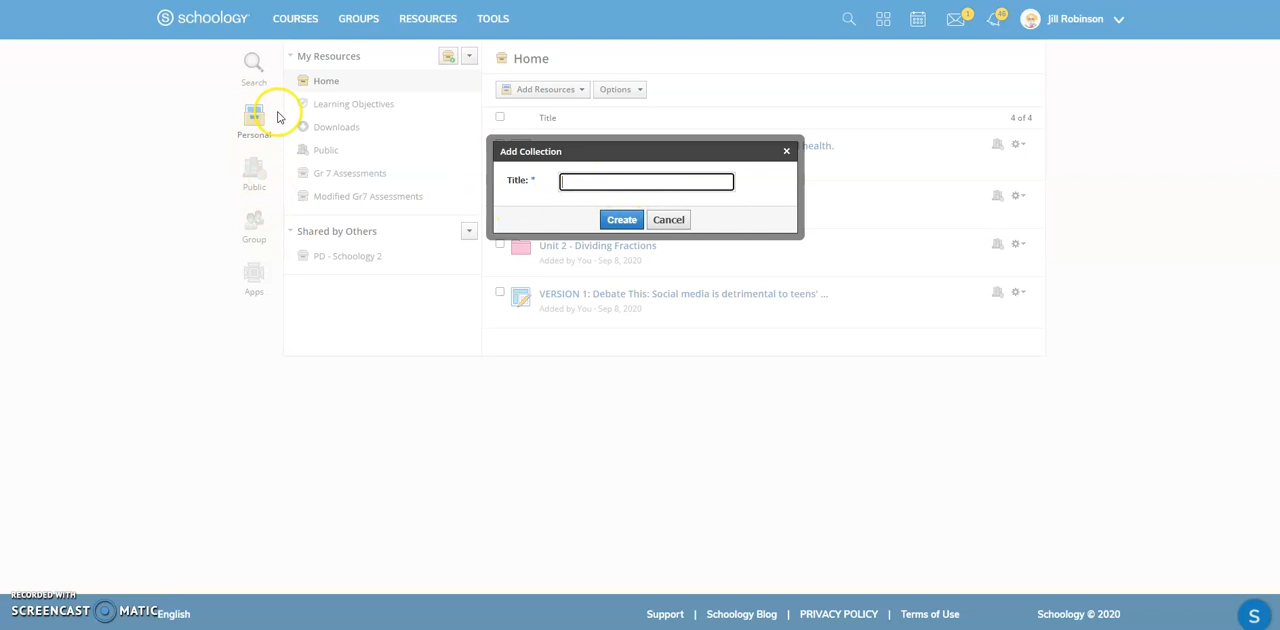 schoology COURSES GROUPS RESOURCES TOOLS 1 46 Jill Robinson
Search
Personal
Public
Group
Apps
My Resources
Home
Learning Objectives
Downloads
Public
Gr 7 Assessments
Modified Gr7 Assessments
Shared by Others
PD - Schoology 2
Home
Add Resources Options
Title 4 of 4
health.
Add Collection
Title: *
Create Cancel
Unit 2 - Dividing Fractions
Added by You · Sep 8, 2020
VERSION 1: Debate This: Social media is detrimental to teens' ...
Added by You · Sep 8, 2020
RECORDED WITH
SCREENCAST MATIC
English Support | Schoology Blog | PRIVACY POLICY | Terms of Use Schoology © 2020
S